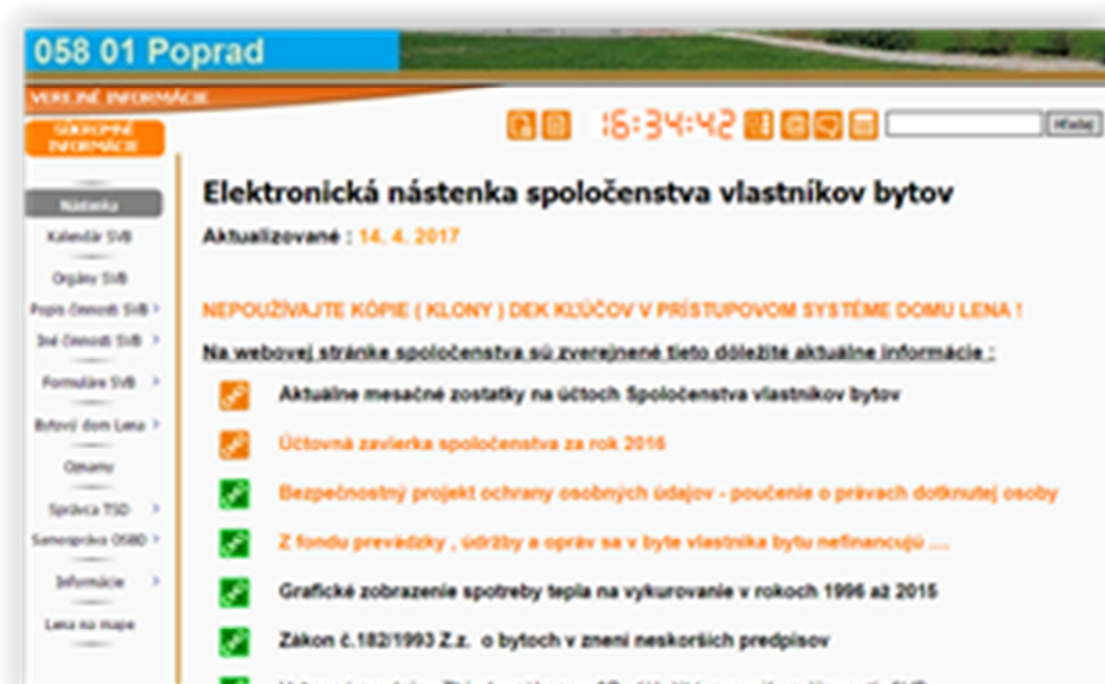 058 01 Poprad
VEREJNÉ INFORMÁCIE
SÚKROMNÉ
INFORMÁCIE
16:34:42
Hľadaj
Nástenka
Kalendár SVB
Orgány SVB
Popis činnosti SVB
Iné činnosti SVB
Formuláre SVB
Bytový dom Lena
Oznamy
Správca TSD
Samospráva OSBD
Informácie
Lena na mape
Elektronická nástenka spoločenstva vlastníkov bytov
Aktualizované : 14. 4. 2017
NEPOUŽÍVAJTE KÓPIE ( KLONY ) DEK KĽÚČOV V PRÍSTUPOVOM SYSTÉME DOMU LENA !
Na webovej stránke spoločenstva sú zverejnené tieto dôležité aktuálne informácie :
Aktuálne mesačné zostatky na účtoch Spoločenstva vlastníkov bytov
Účtovná zavierka spoločenstva za rok 2016
Bezpečnostný projekt ochrany osobných údajov - poučenie o právach dotknutej osoby
Z fondu prevádzky , údržby a opráv sa v byte vlastníka bytu nefinancujú ....
Grafické zobrazenie spotreby tepla na vykurovanie v rokoch 1996 až 2015
Zákon č.182/1993 Z.z. o bytoch v znení neskorších predpisov